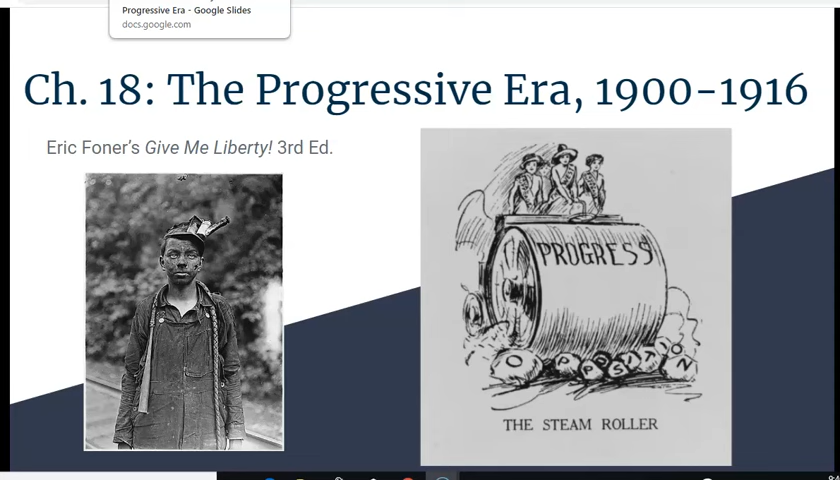 Progressive Era - Google Slides
docs.google.com
Ch. 18: The Progressive Era, 1900-1916
Eric Foner's Give Me Liberty! 3rd Ed.
PROGRESS
OPPOSITION
THE STEAM ROLLER